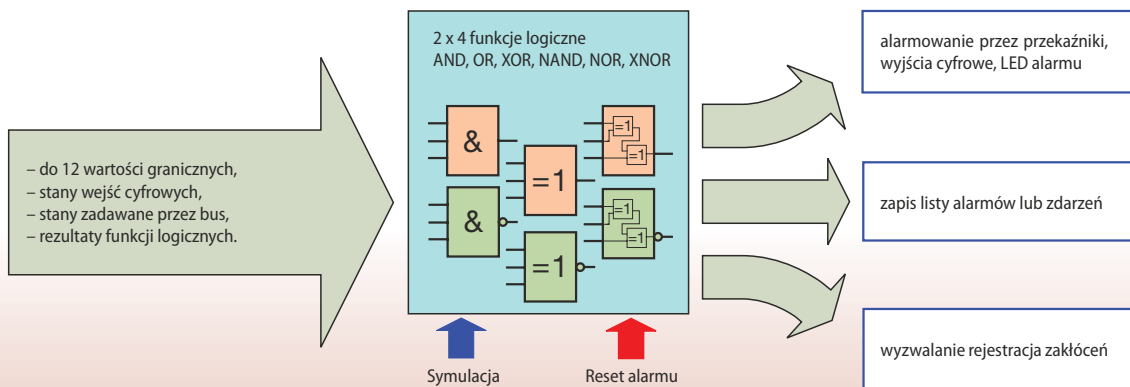 – do 12 wartości granicznych,
– stany wejść cyfrowych,
– stany zadawane przez bus,
– rezultaty funkcji logicznych.
2 x 4 funkcje logiczne
AND, OR, XOR, NAND, NOR, XNOR
&
=1
=1
=1
&
=1
=1
=1
Symulacja
Reset alarmu
alarmowanie przez przekaźniki,
wyjścia cyfrowe, LED alarmu
zapis listy alarmów lub zdarzeń
wyzwalanie rejestracja zakłóceń